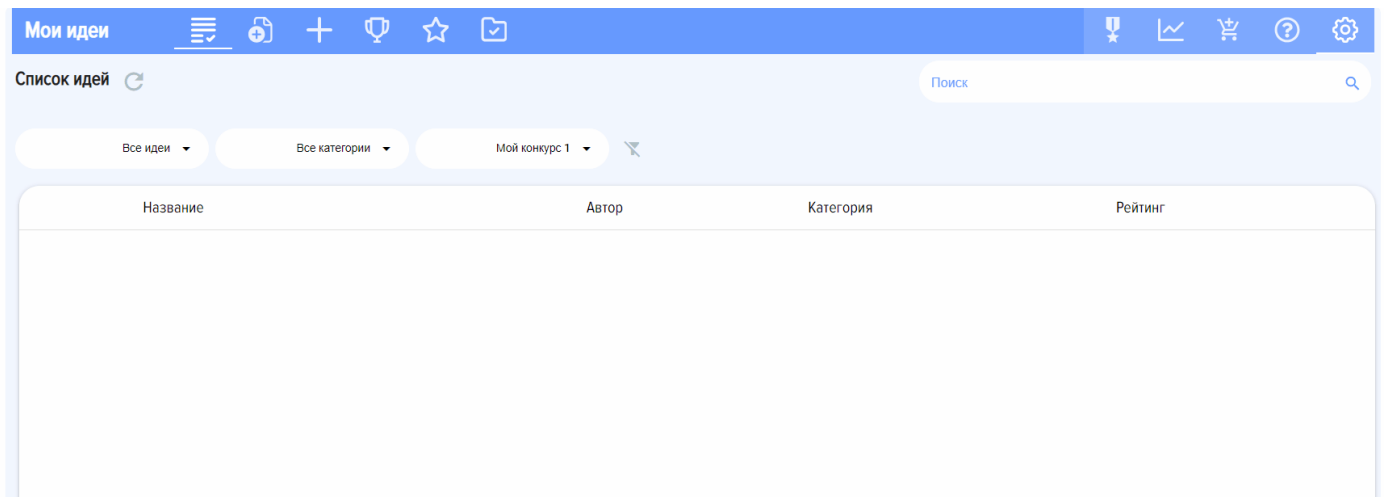 Мои идеи
Список идей
Поиск
Все идеи Все категории Мой конкурс 1
Название Автор Категория Рейтинг